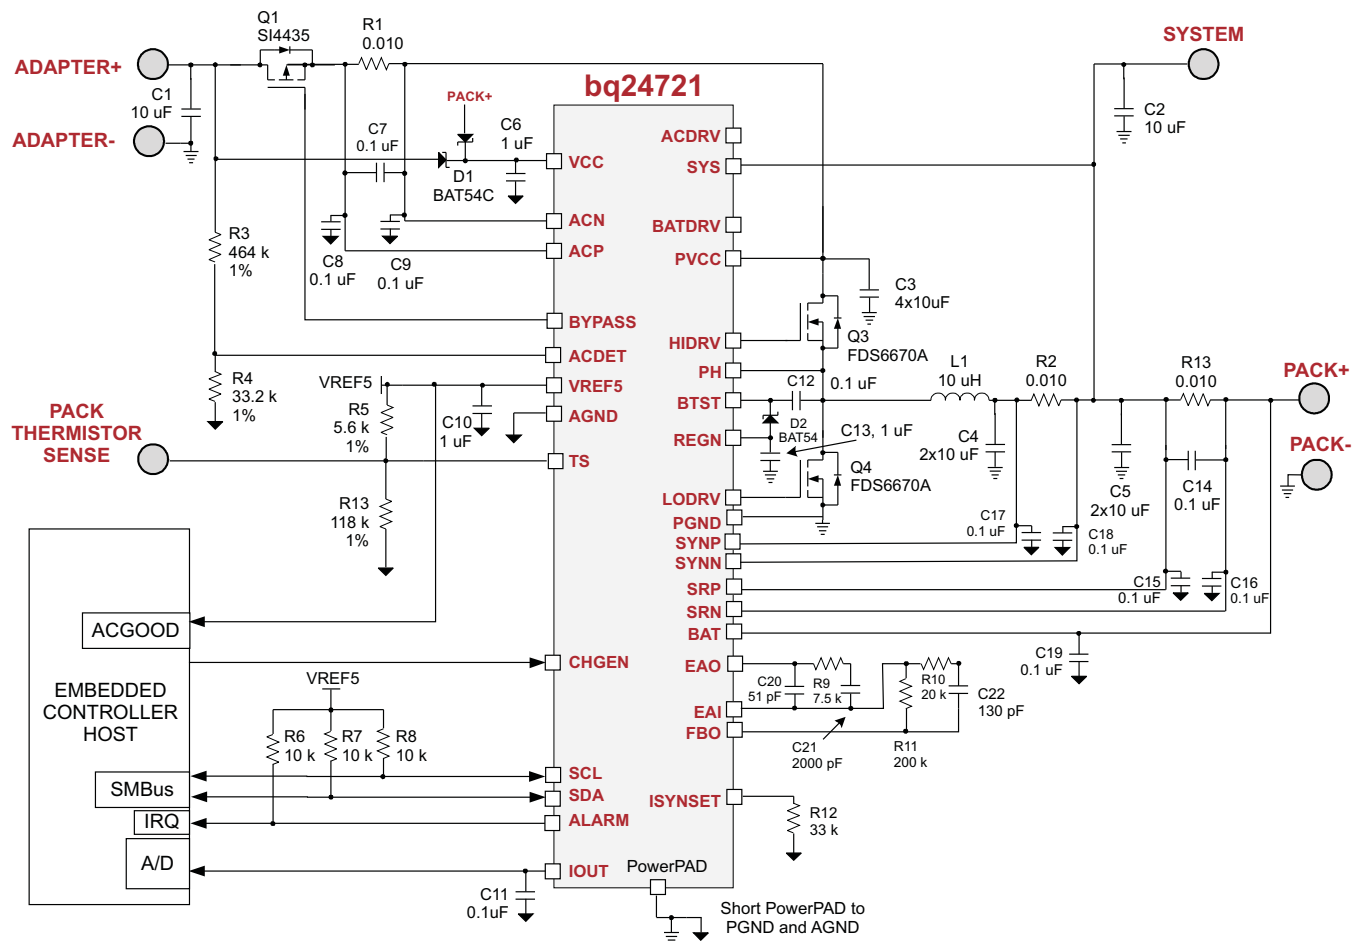 Q1
SI4435
R1
0.010
SYSTEM
ADAPTER+
bq24721
C1
10 uF
PACK+
C7
0.1 uF
C6
1 uF
ACDRV
C2
10 uF
ADAPTER-
VCC
SYS
D1
BAT54C
ACN
BATDRV
R3
464 k
1%
ACP
PVCC
C8
0.1 uF
C9
0.1 uF
C3
4x10uF
BYPASS
HIDRV
Q3
FDS6670A
ACDET
PH
L1
10 uH
R2
0.010
R13
0.010
PACK+
R4
33.2 k
1%
VREF5
VREF5
C12
0.1 uF
BTST
PACK
THERMISTOR
SENSE
R5
5.6 k
1%
C10
1 uF
AGND
REGN
D2
BAT54
C13, 1 uF
C4
2x10 uF
PACK-
TS
Q4
FDS6670A
C5
2x10 uF
C14
0.1 uF
R13
118 k
1%
LODRV
PGND
SYNP
SYNN
C17
0.1 uF
C18
0.1 uF
SRP
C15
0.1 uF
C16
0.1 uF
SRN
ACGOOD
BAT
CHGEN
EAO
C19
0.1 uF
EMBEDDED
CONTROLLER
HOST
VREF5
C20
51 pF
R9
7.5 k
R10
20 k
C22
130 pF
EAI
FBO
R6
10 k
R7
10 k
R8
10 k
C21
2000 pF
R11
200 k
SMBus
SCL
SDA
ISYNSET
R12
33 k
IRQ
ALARM
A/D
IOUT
PowerPAD
C11
0.1uF
Short PowerPAD to
PGND and AGND